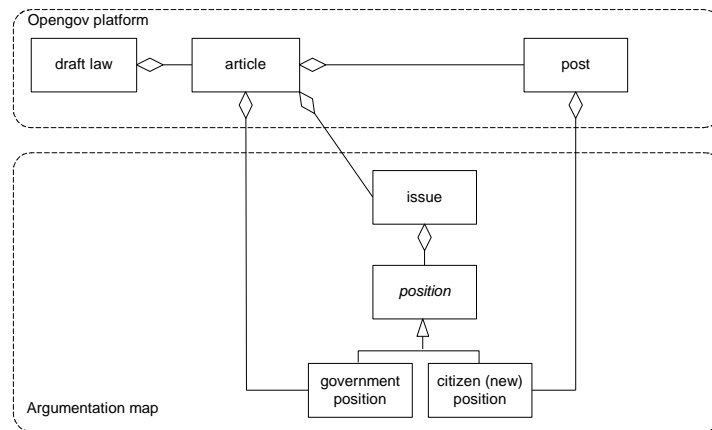 Opengov platform
draft law
article
post
issue
position
government
position
citizen (new)
position
Argumentation map